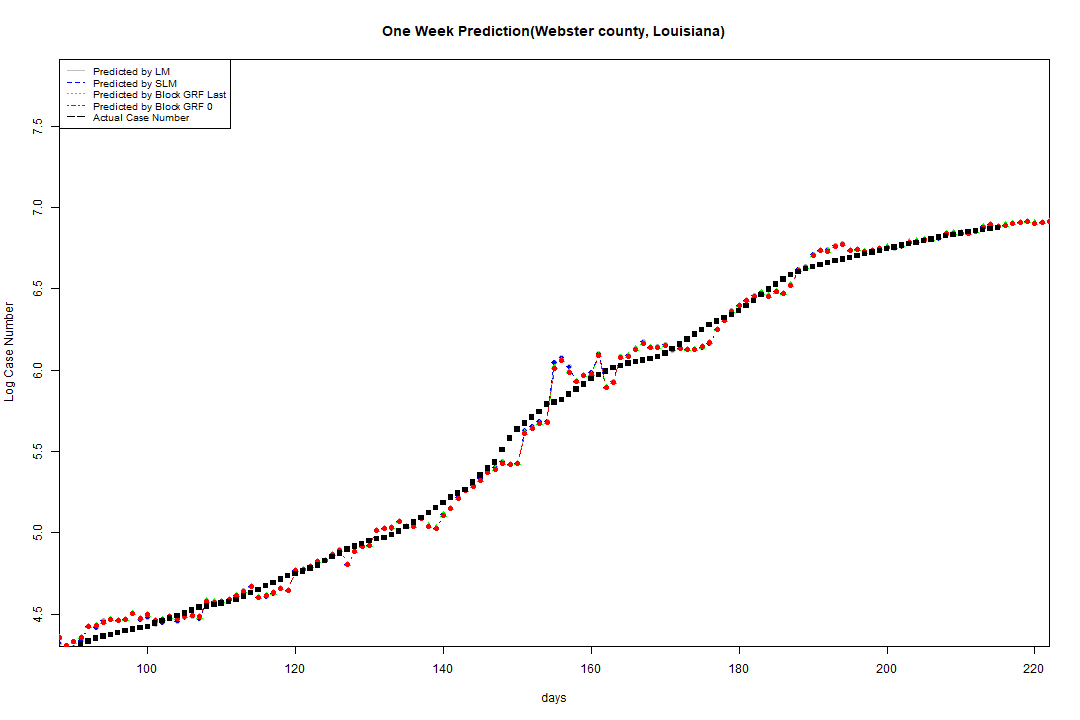 One Week Prediction(Webster county, Louisiana)
Predicted by LM
Predicted by SLM
Predicted by Block GRF Last
Predicted by Block GRF 0
Actual Case Number
7.5
7.0
6.5
6.0
5.5
5.0
4.5
Log Case Number
100 120 140 160 180 200 220
days